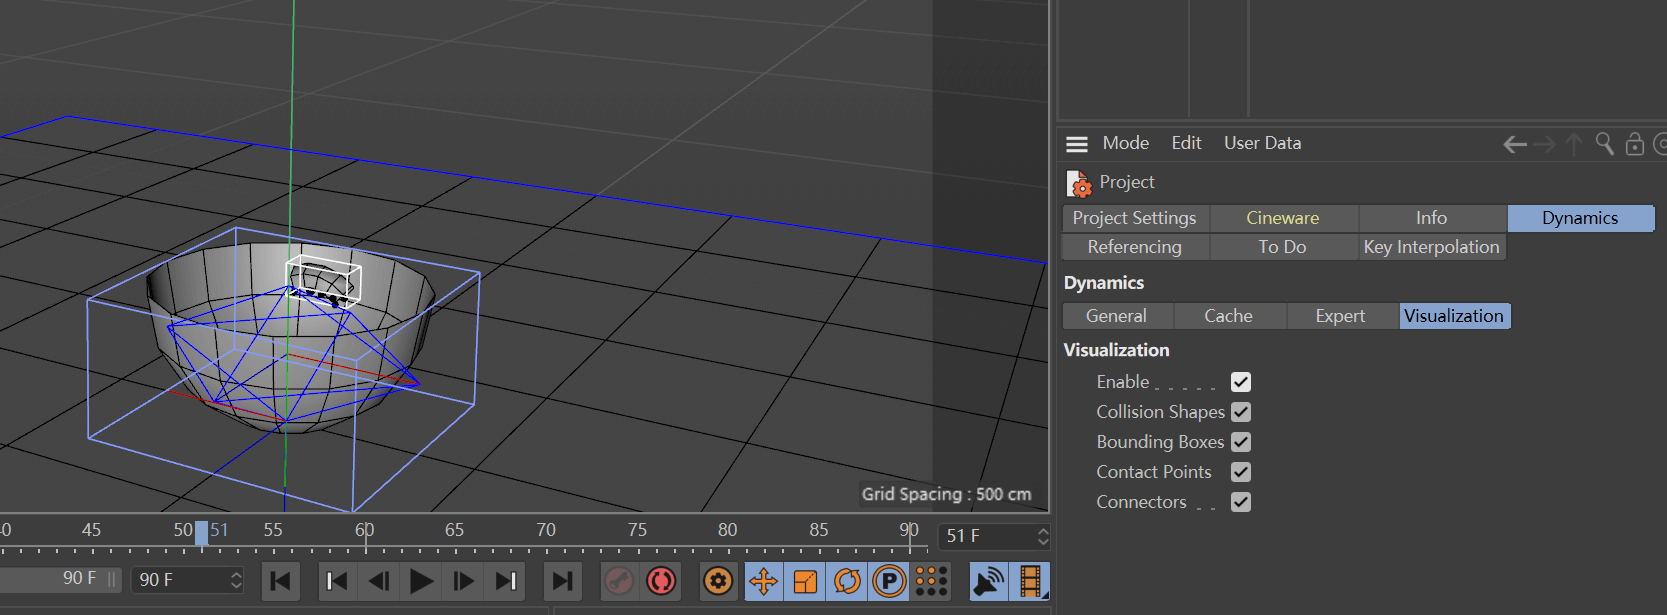 Mode Edit User Data
Project
Project Settings Cineware Info Dynamics
Referencing To Do Key Interpolation
Dynamics
General Cache Expert Visualization
Visualization
Enable
Collision Shapes
Bounding Boxes
Contact Points
Connectors
Grid Spacing : 500 cm
0 45 50 51 55 60 65 70 75 80 85 90 51 F
90 F 90 F
P